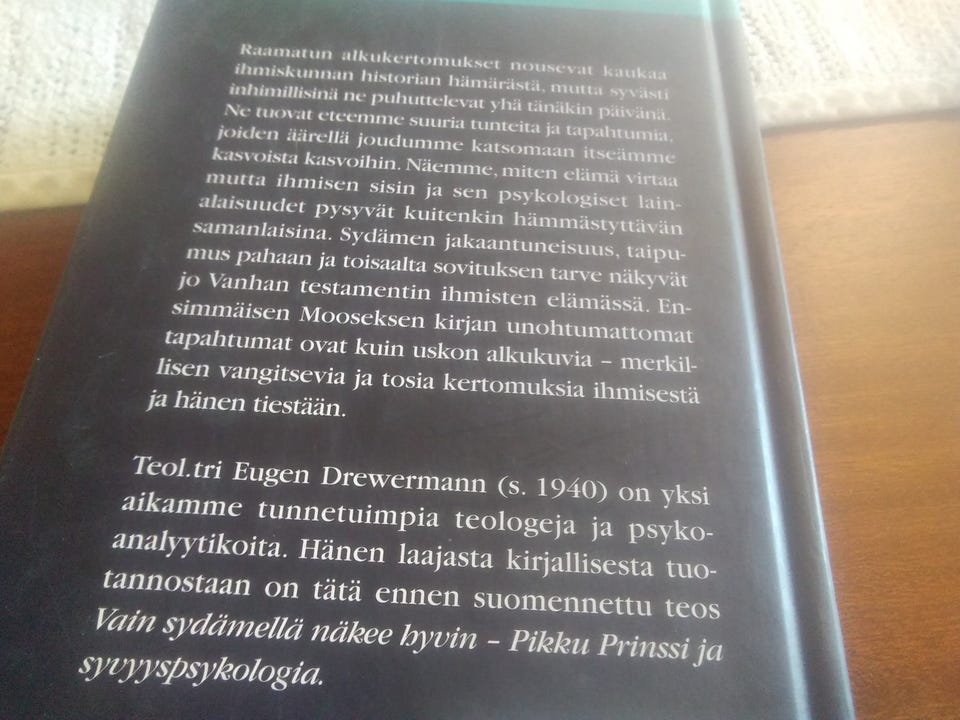 Raamatun alkukertomukset nousevat kaukaa
ihmiskunnan historian hämärästä, mutta syvästi
inhimillisinä ne puhuttelevat yhä tänäkin päivänä.
Ne tuovat eteemme suuria tunteita ja tapahtumia,
joiden äärellä joudumme katsomaan itseämme
kasvoista kasvoihin. Näemme, miten elämä virtaa
mutta ihmisen sisin ja sen psykologiset lain-
alaisuudet pysyvät kuitenkin hämmästyttävän
samanlaisina. Sydämen jakaantuneisuus, taipu-
mus pahaan ja toisaalta sovituksen tarve näkyvät
jo Vanhan testamentin ihmisten elämässä. En-
simmäisen Mooseksen kirjan unohtumattomat
tapahtumat ovat kuin uskon alkukuvia – merkil-
lisen vangitsevia ja tosia kertomuksia ihmisestä
ja hänen tiestään.
Teol.tri Eugen Drewermann (s. 1940) on yksi
aikamme tunnetuimpia teologeja ja psyko-
analyytikoita. Hänen laajasta kirjallisesta tuo-
tannostaan on tätä ennen suomennettu teos
Vain sydämellä näkee hyvin – Pikku Prinssi ja
syvyyspsykologia.